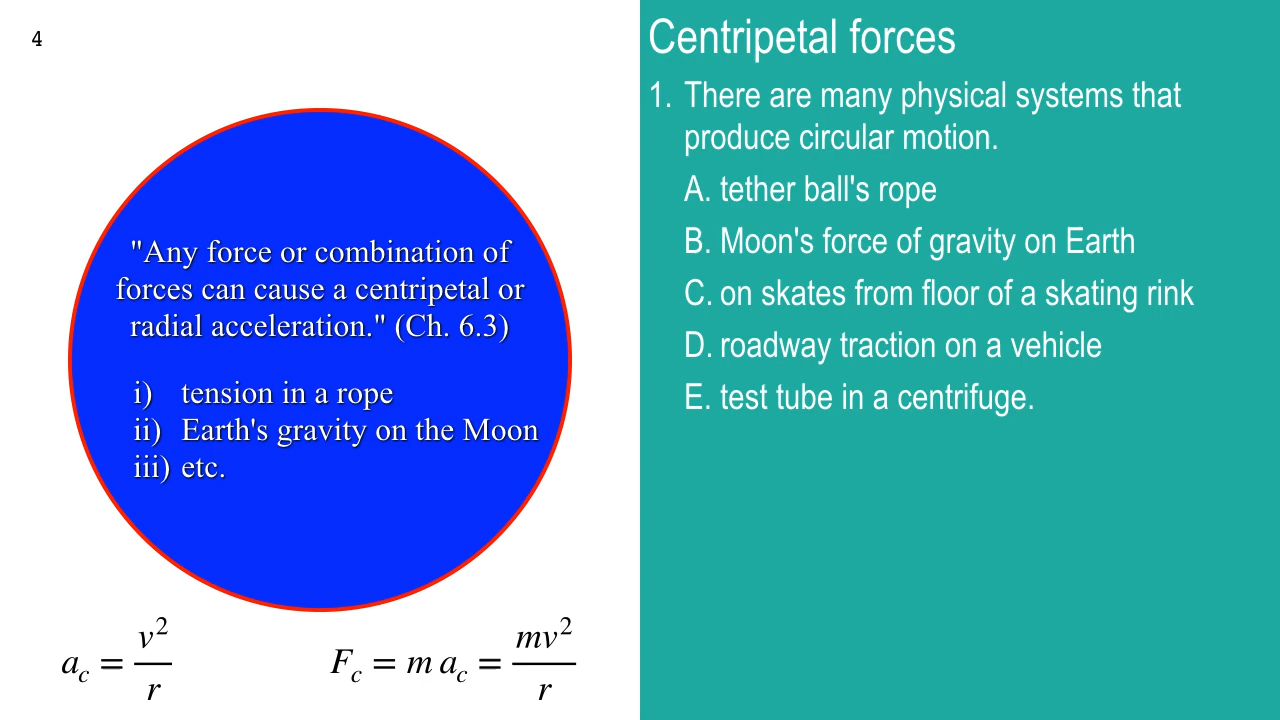 4
"Any force or combination of
forces can cause a centripetal or
radial acceleration." (Ch. 6.3)
i) tension in a rope
ii) Earth's gravity on the Moon
iii) etc.
a_c = v²/r
F_c = m a_c = mv²/r
Centripetal forces
1. There are many physical systems that
produce circular motion.
A. tether ball's rope
B. Moon's force of gravity on Earth
C. on skates from floor of a skating rink
D. roadway traction on a vehicle
E. test tube in a centrifuge.